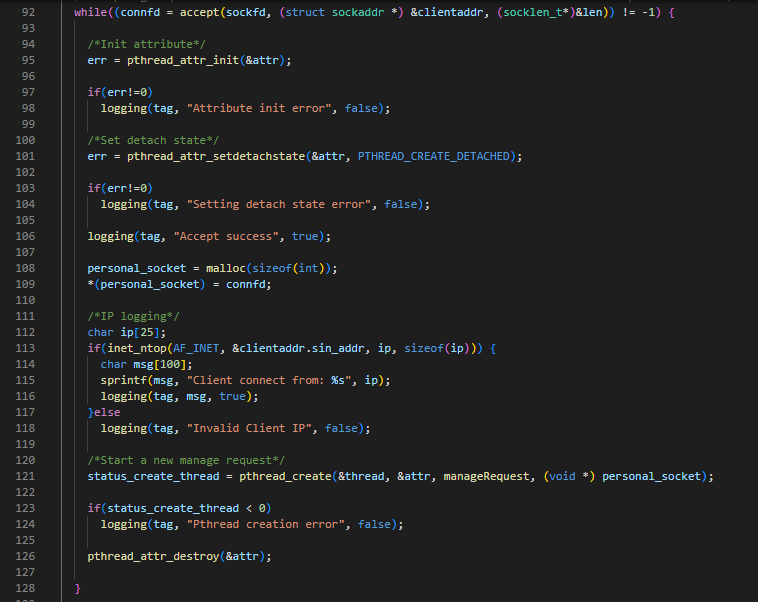 92 while((connfd = accept(sockfd, (struct sockaddr *) &clientaddr, (socklen_t*)&len)) != -1) {
93
94 /*Init attribute*/
95 err = pthread_attr_init(&attr);
96
97 if(err!=0)
98 logging(tag, "Attribute init error", false);
99
100 /*Set detach state*/
101 err = pthread_attr_setdetachstate(&attr, PTHREAD_CREATE_DETACHED);
102
103 if(err!=0)
104 logging(tag, "Setting detach state error", false);
105
106 logging(tag, "Accept success", true);
107
108 personal_socket = malloc(sizeof(int));
109 *(personal_socket) = connfd;
110
111 /*IP logging*/
112 char ip[25];
113 if(inet_ntop(AF_INET, &clientaddr.sin_addr, ip, sizeof(ip))) {
114 char msg[100];
115 sprintf(msg, "Client connect from: %s", ip);
116 logging(tag, msg, true);
117 }else
118 logging(tag, "Invalid Client IP", false);
119
120 /*Start a new manage request*/
121 status_create_thread = pthread_create(&thread, &attr, manageRequest, (void *) personal_socket);
122
123 if(status_create_thread < 0)
124 logging(tag, "Pthread creation error", false);
125
126 pthread_attr_destroy(&attr);
127
128 }